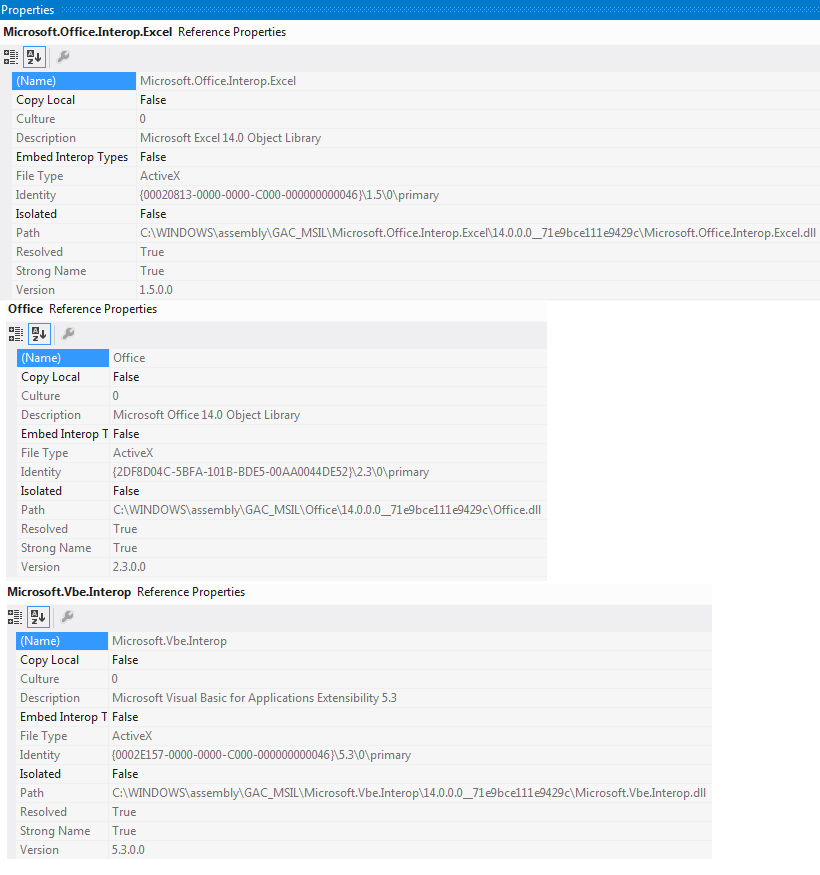 Properties
Microsoft.Office.Interop.Excel Reference Properties
(Name) Microsoft.Office.Interop.Excel
Copy Local False
Culture 0
Description Microsoft Excel 14.0 Object Library
Embed Interop Types False
File Type ActiveX
Identity {00020813-0000-0000-C000-000000000046}\1.5\0\primary
Isolated False
Path C:\WINDOWS\assembly\GAC_MSIL\Microsoft.Office.Interop.Excel\14.0.0.0__71e9bce111e9429c\Microsoft.Office.Interop.Excel.dll
Resolved True
Strong Name True
Version 1.5.0.0
Office Reference Properties
(Name) Office
Copy Local False
Culture 0
Description Microsoft Office 14.0 Object Library
Embed Interop T False
File Type ActiveX
Identity {2DF8D04C-5BFA-101B-BDE5-00AA0044DE52}\2.3\0\primary
Isolated False
Path C:\WINDOWS\assembly\GAC_MSIL\Office\14.0.0.0__71e9bce111e9429c\Office.dll
Resolved True
Strong Name True
Version 2.3.0.0
Microsoft.Vbe.Interop Reference Properties
(Name) Microsoft.Vbe.Interop
Copy Local False
Culture 0
Description Microsoft Visual Basic for Applications Extensibility 5.3
Embed Interop T False
File Type ActiveX
Identity {0002E157-0000-0000-C000-000000000046}\5.3\0\primary
Isolated False
Path C:\WINDOWS\assembly\GAC_MSIL\Microsoft.Vbe.Interop\14.0.0.0__71e9bce111e9429c\Microsoft.Vbe.Interop.dll
Resolved True
Strong Name True
Version 5.3.0.0